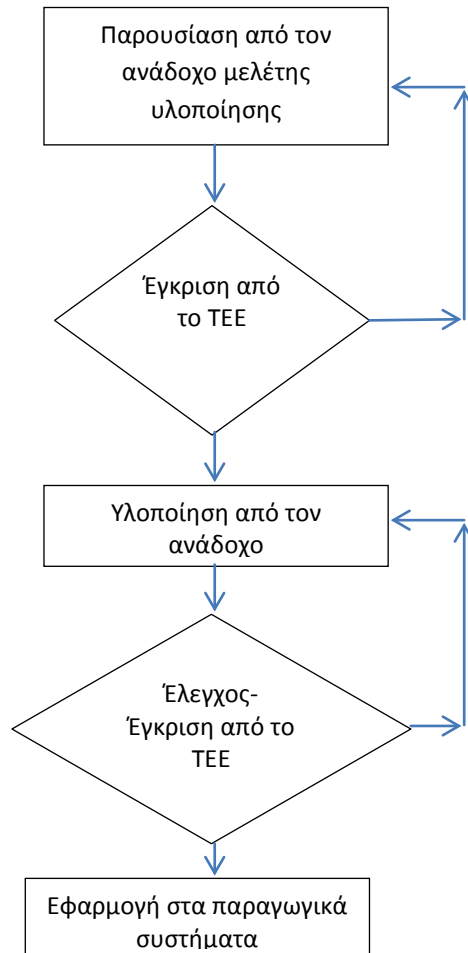 Παρουσίαση από τον
ανάδοχο μελέτης
υλοποίησης
Έγκριση από
το ΤΕΕ
Υλοποίηση από τον
ανάδοχο
Έλεγχος-
Έγκριση από το
ΤΕΕ
Εφαρμογή στα παραγωγικά
συστήματα